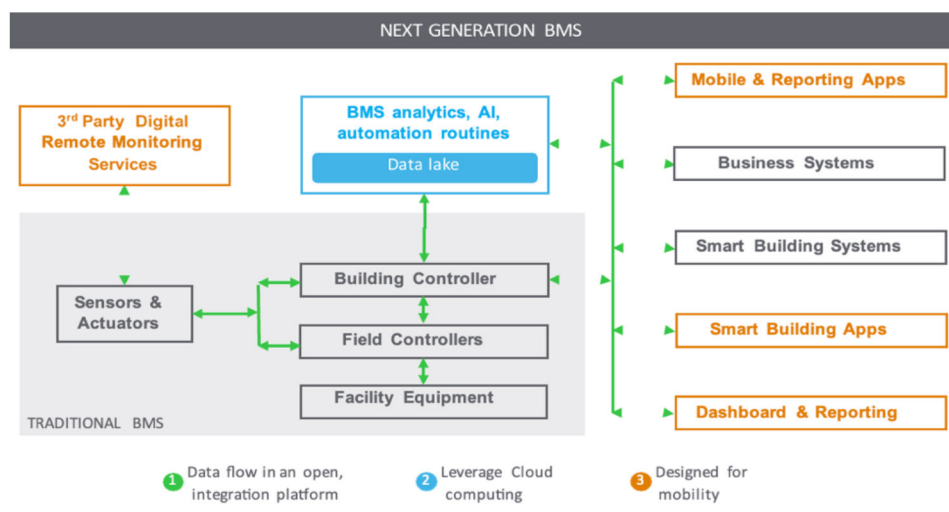 NEXT GENERATION BMS
3rd Party Digital
Remote Monitoring
Services
BMS analytics, AI,
automation routines
Data lake
Mobile & Reporting Apps
Business Systems
Smart Building Systems
Smart Building Apps
Dashboard & Reporting
Sensors &
Actuators
Building Controller
Field Controllers
Facility Equipment
TRADITIONAL BMS
1 Data flow in an open,
integration platform
2 Leverage Cloud
computing
3 Designed for
mobility